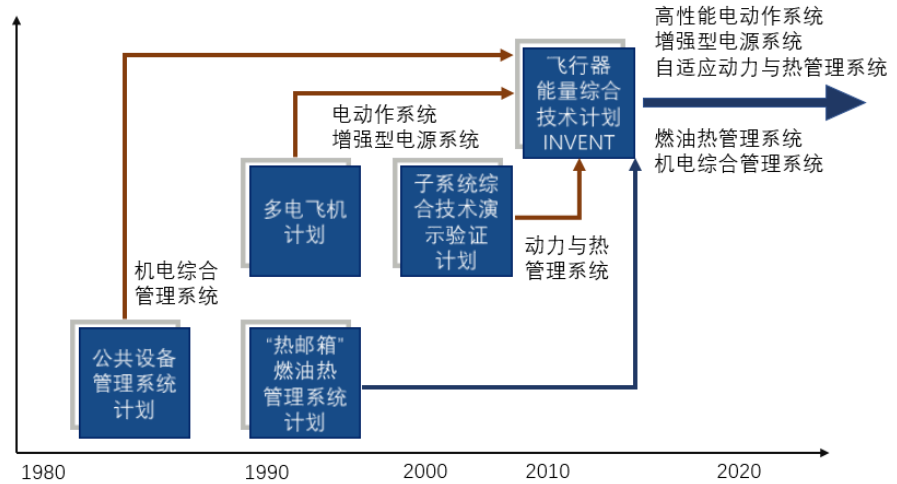 高性能电动作系统
增强型电源系统
自适应动力与热管理系统
飞行器
能量综合
技术计划
INVENT
电动作系统
增强型电源系统
燃油热管理系统
机电综合管理系统
多电飞机
计划
子系统综
合技术演
示验证
计划
动力与热
管理系统
机电综合
管理系统
公共设备
管理系统
计划
“热邮箱”
燃油热
管理系统
计划
1980
1990
2000
2010
2020